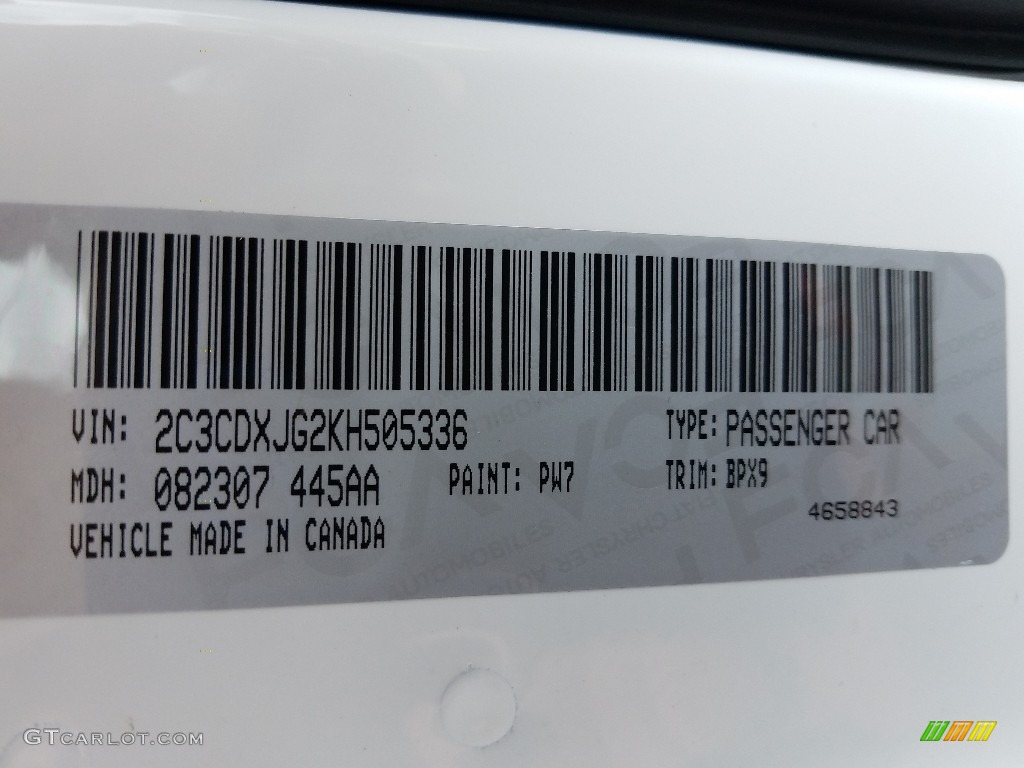 VIN: 2C3CDXJG2KH505336 TYPE: PASSENGER CAR
MDH: 082307 445AA PAINT: PW7 TRIM: BPX9
4658843
VEHICLE MADE IN CANADA
GTCARLOT.COM